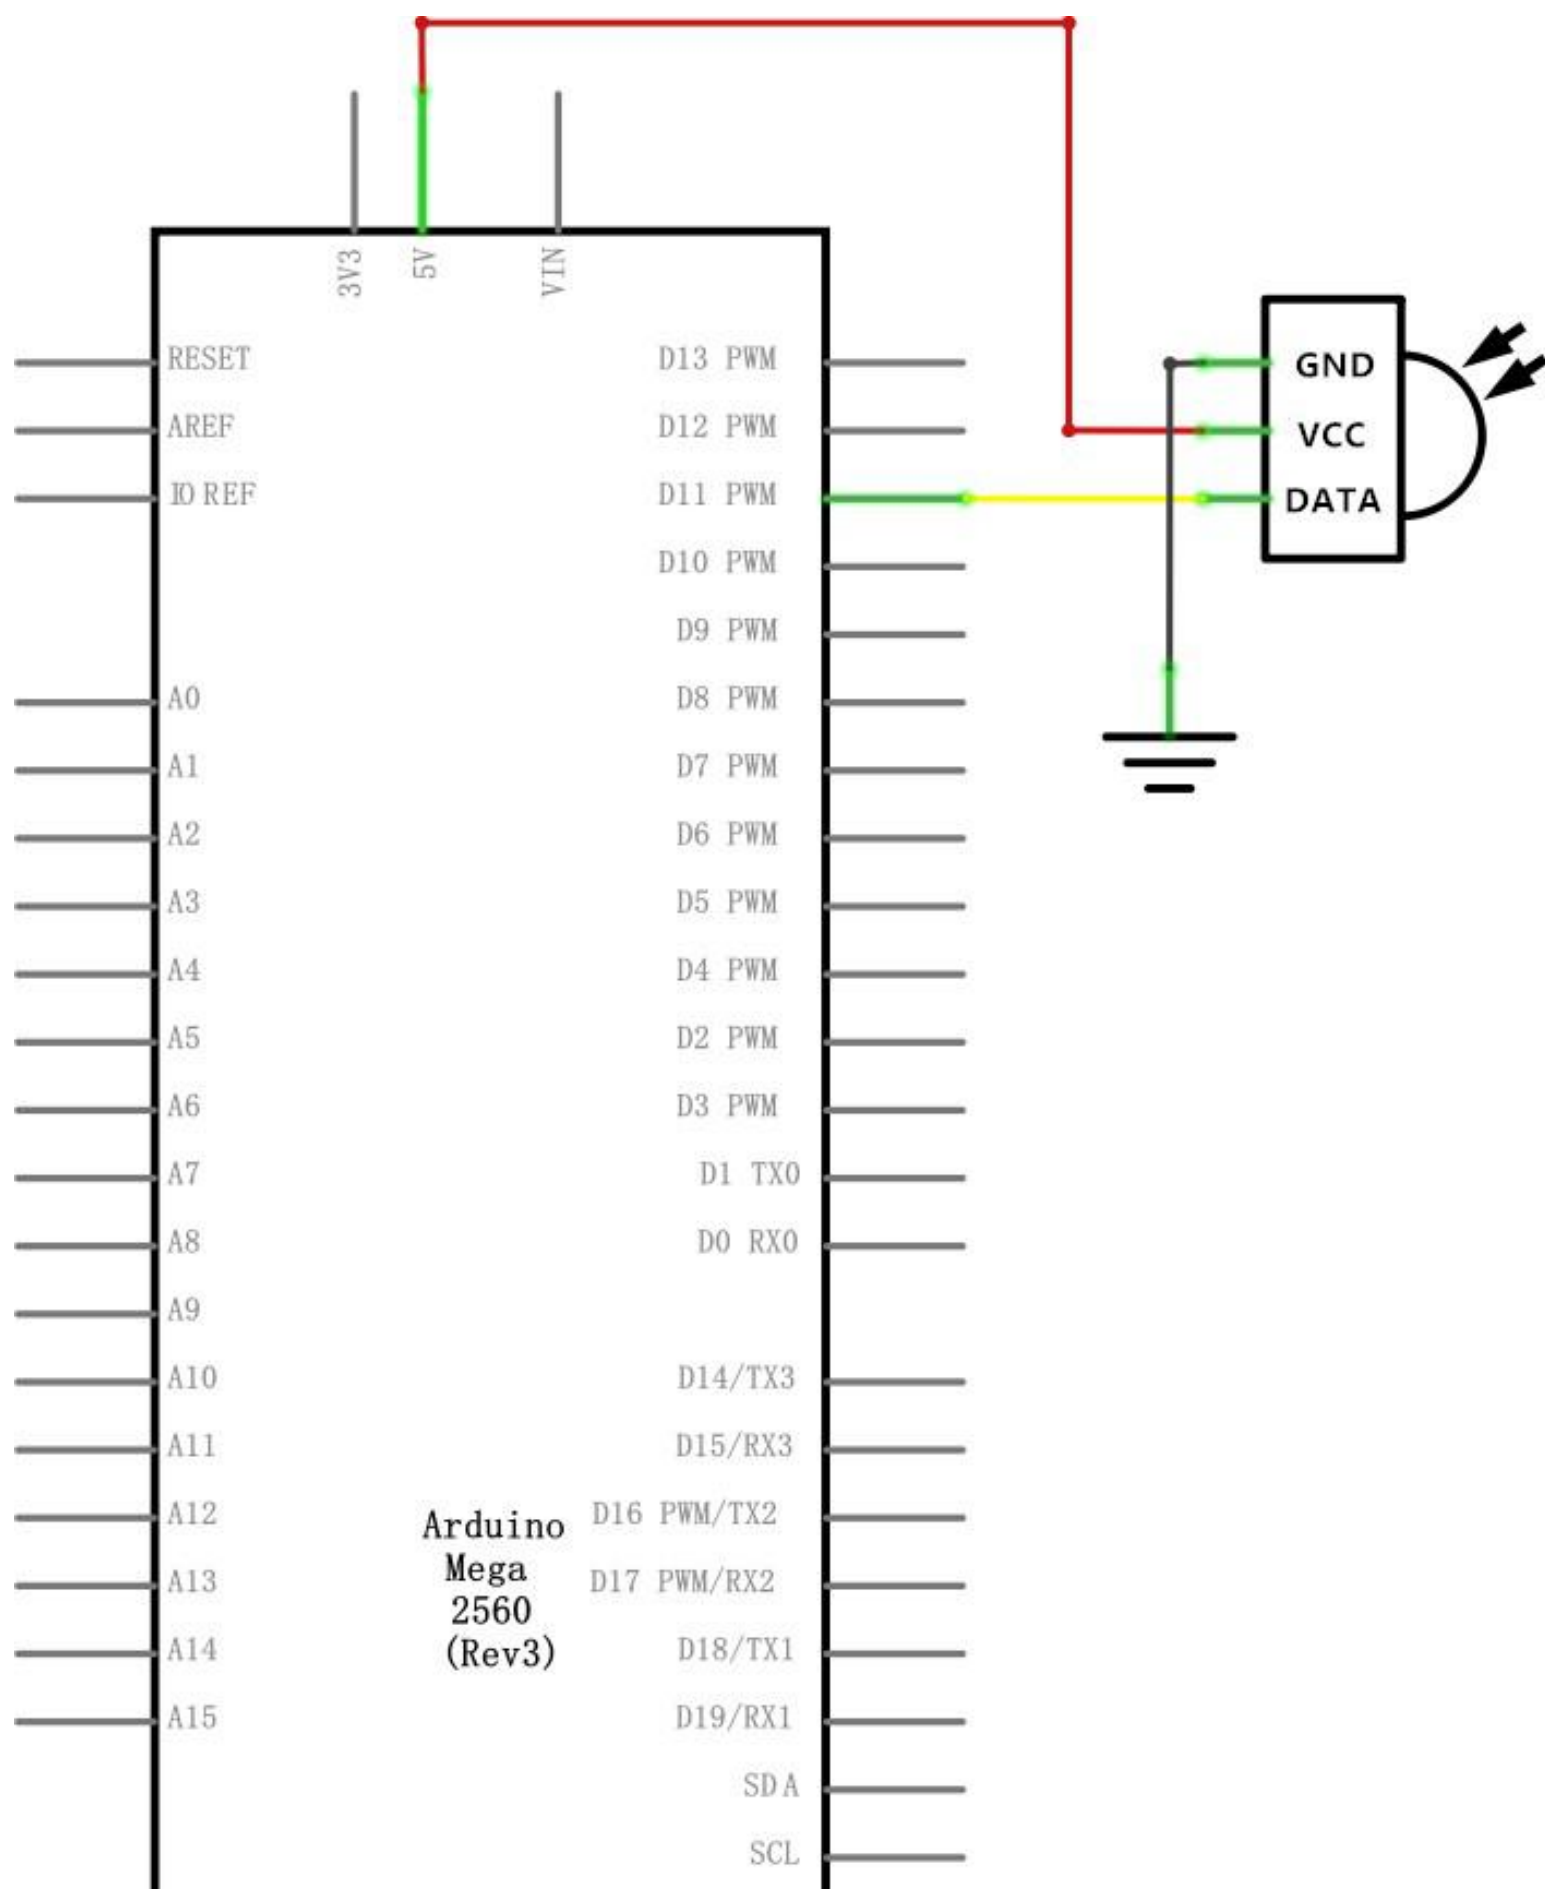 3V3
5V
VIN
RESET
AREF
IO REF
A0
A1
A2
A3
A4
A5
A6
A7
A8
A9
A10
A11
A12
A13
A14
A15
D13 PWM
D12 PWM
D11 PWM
D10 PWM
D9 PWM
D8 PWM
D7 PWM
D6 PWM
D5 PWM
D4 PWM
D2 PWM
D3 PWM
D1 TX0
D0 RX0
D14/TX3
D15/RX3
D16 PWM/TX2
D17 PWM/RX2
D18/TX1
D19/RX1
SDA
SCL
Arduino
Mega
2560
(Rev3)
GND
VCC
DATA